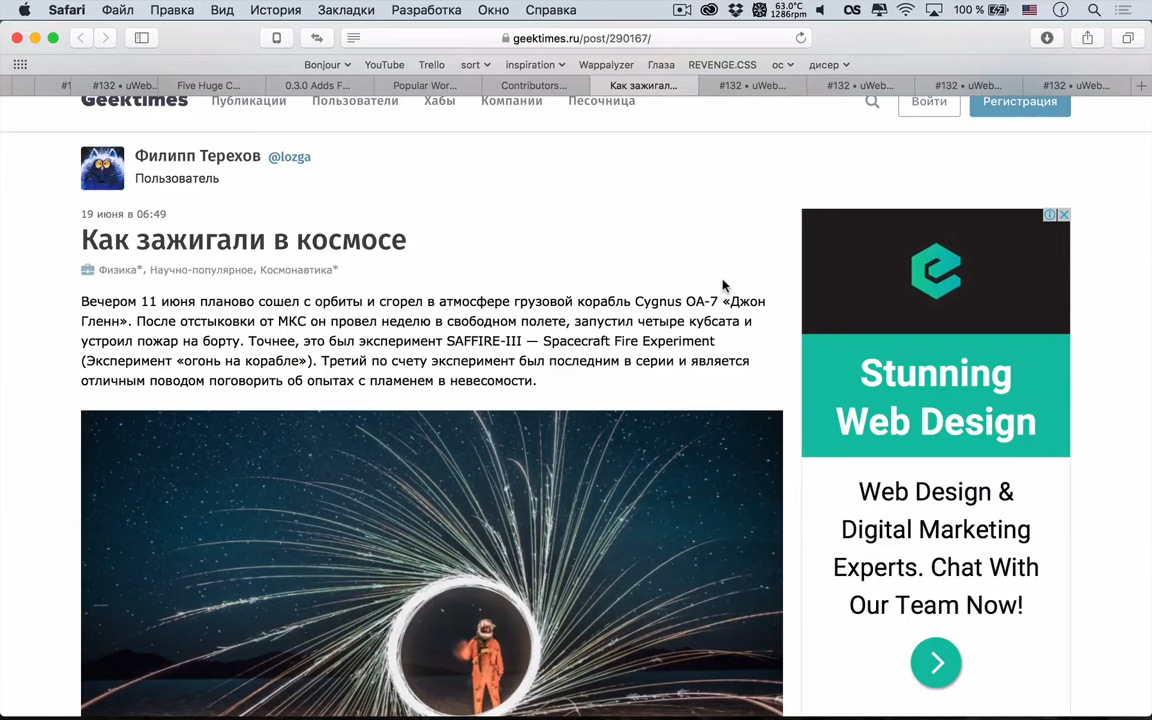 Safari Файл Правка Вид История Закладки Разработка Окно Справка 63.0°C 1286rpm 100 %
geektimes.ru/post/290167/
Bonjour YouTube Trello sort inspiration Wappalyzer Глаза REVENGE.CSS ос дисер
#1 #132 • uWeb. Five Huge C... 0.3.0 Adds F... Popular Wor... Contributors... Как зажигал... #132 • uWeb... #132 • uWeb... #132 • uWeb... #132 • uWeb...
Geektimes Публикации Пользователи Хабы Компании Песочница Войти Регистрация
Филипп Терехов @lozga
Пользователь
19 июня в 06:49
Как зажигали в космосе
Физика*, Научно-популярное, Космонавтика*
Вечером 11 июня планово сошел с орбиты и сгорел в атмосфере грузовой корабль Cygnus OA-7 «Джон
Гленн». После отстыковки от МКС он провел неделю в свободном полете, запустил четыре кубсата и
устроил пожар на борту. Точнее, это был эксперимент SAFFIRE-III — Spacecraft Fire Experiment
(Эксперимент «огонь на корабле»). Третий по счету эксперимент был последним в серии и является
отличным поводом поговорить об опытах с пламенем в невесомости.
Stunning
Web Design
Web Design &
Digital Marketing
Experts. Chat With
Our Team Now!